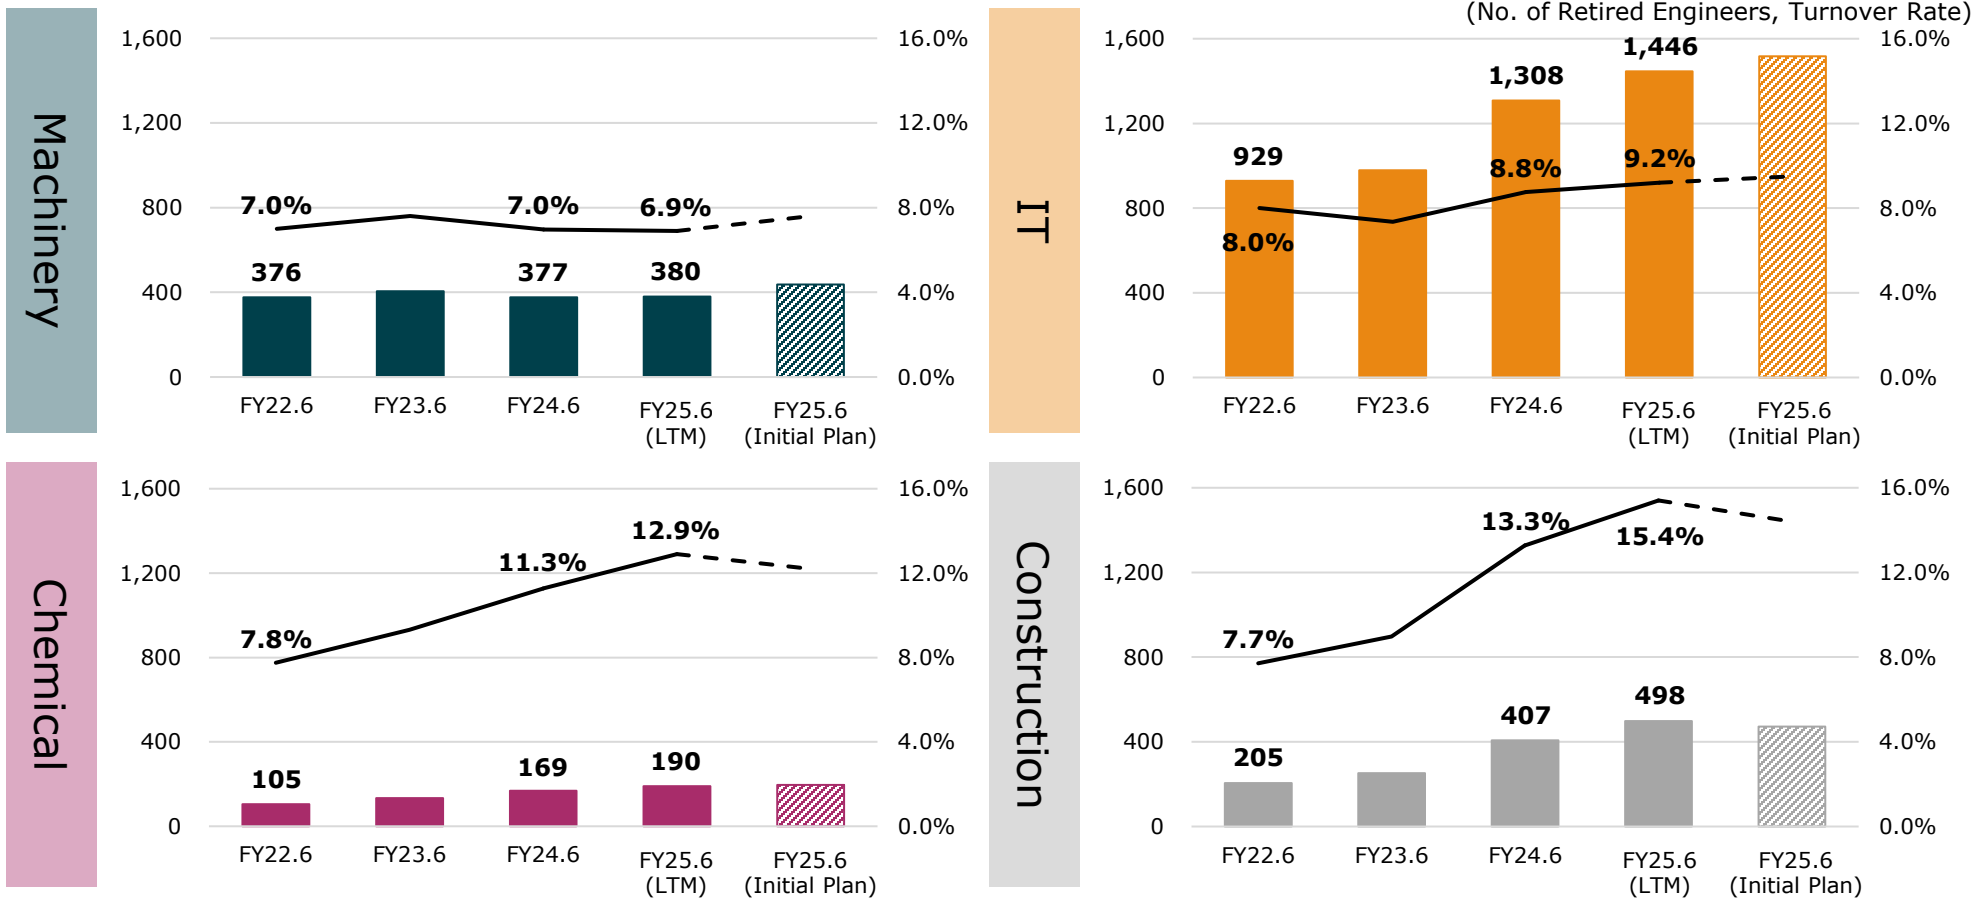 (No. of Retired Engineers, Turnover Rate)
Machinery
1,600
1,200
800
400
0
16.0%
12.0%
8.0%
4.0%
0.0%
7.0%
7.0%
6.9%
376
377
380
FY22.6
FY23.6
FY24.6
FY25.6
(LTM)
FY25.6
(Initial Plan)
IT
1,600
1,200
800
400
0
16.0%
12.0%
8.0%
4.0%
0.0%
929
1,308
1,446
8.0%
8.8%
9.2%
FY22.6
FY23.6
FY24.6
FY25.6
(LTM)
FY25.6
(Initial Plan)
Chemical
1,600
1,200
800
400
0
16.0%
12.0%
8.0%
4.0%
0.0%
7.8%
11.3%
12.9%
105
169
190
FY22.6
FY23.6
FY24.6
FY25.6
(LTM)
FY25.6
(Initial Plan)
Construction
1,600
1,200
800
400
0
16.0%
12.0%
8.0%
4.0%
0.0%
7.7%
13.3%
15.4%
205
407
498
FY22.6
FY23.6
FY24.6
FY25.6
(LTM)
FY25.6
(Initial Plan)